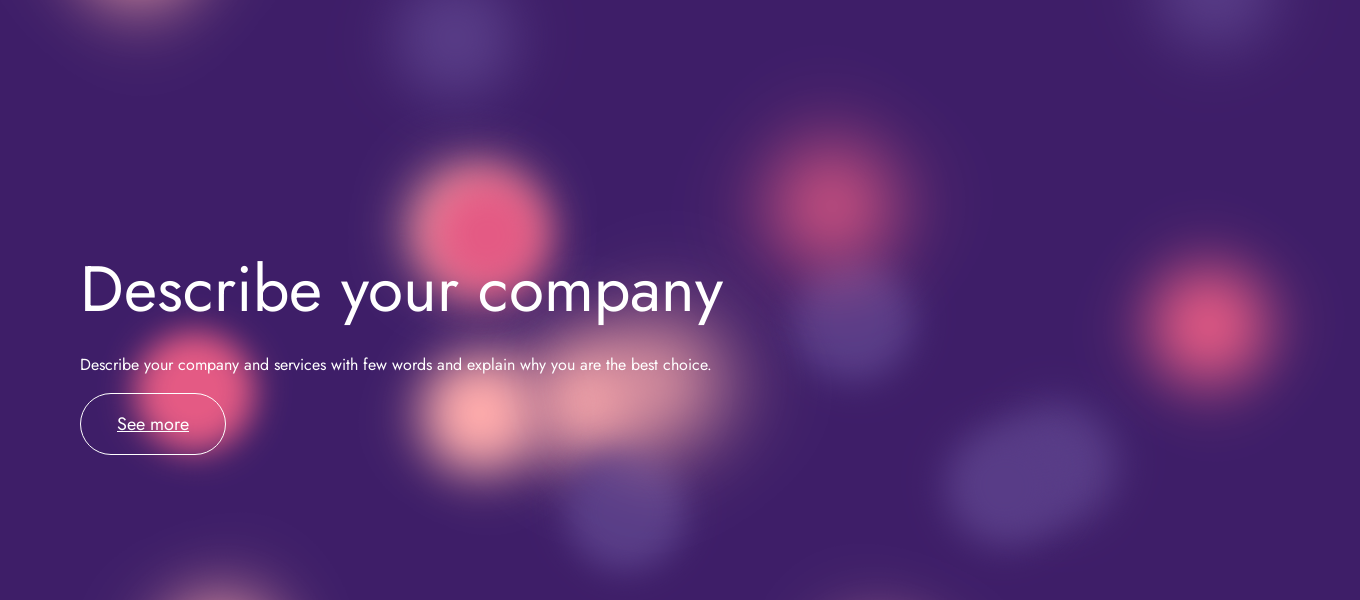 Describe your company
Describe your company and services with few words and explain why you are the best choice.
See more